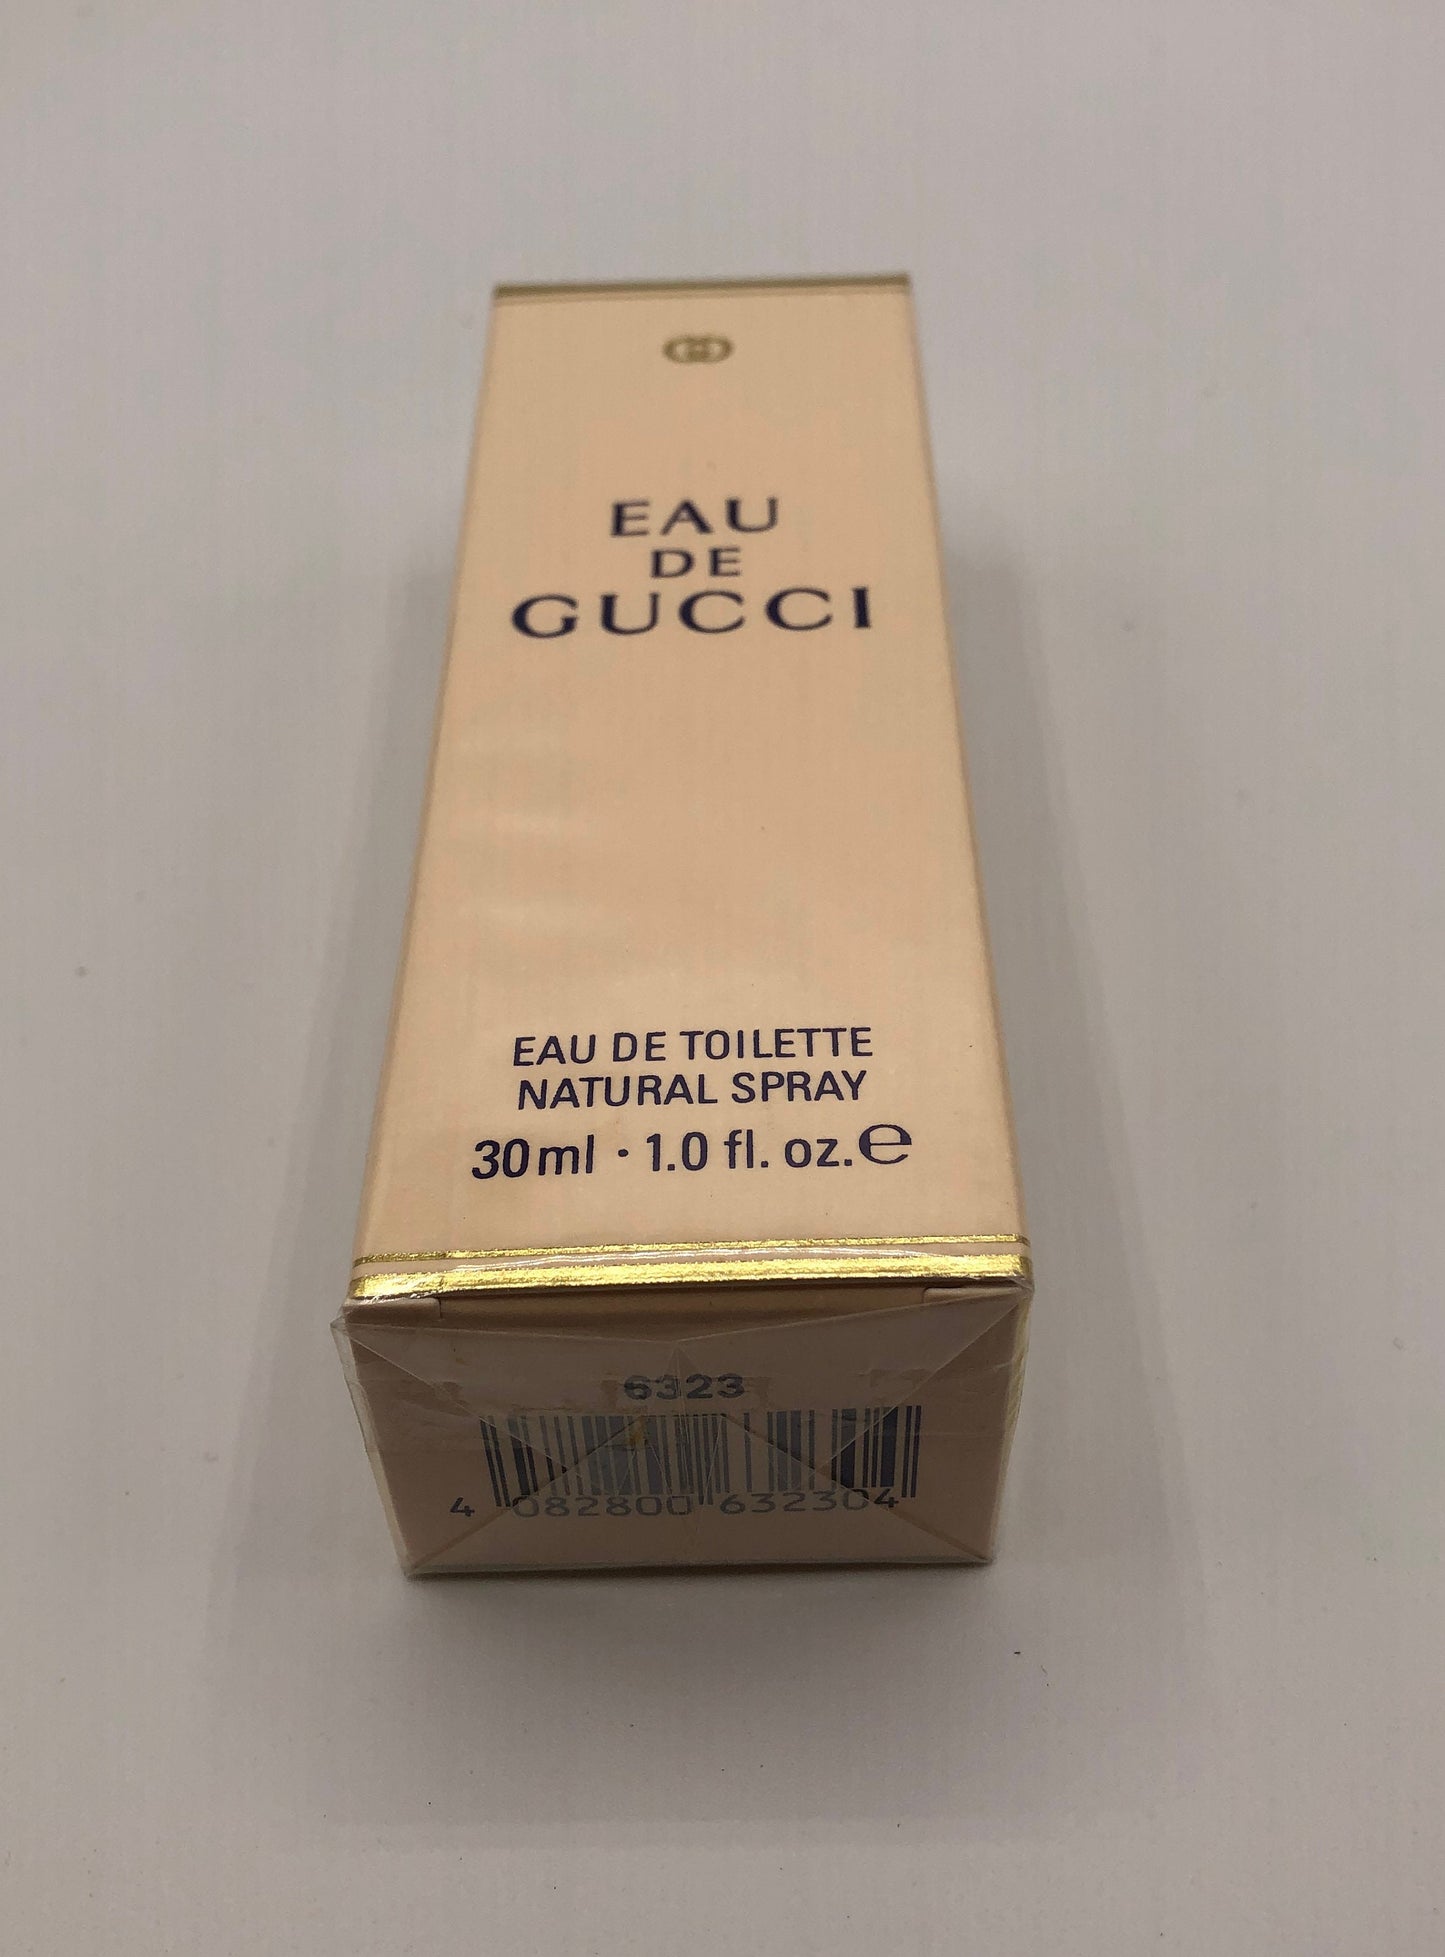 EAU
DE
GUCCI
EAU DE TOILETTE
NATURAL SPRAY
30ml · 1.0 fl. oz. ℮
6323
4 082800 632304